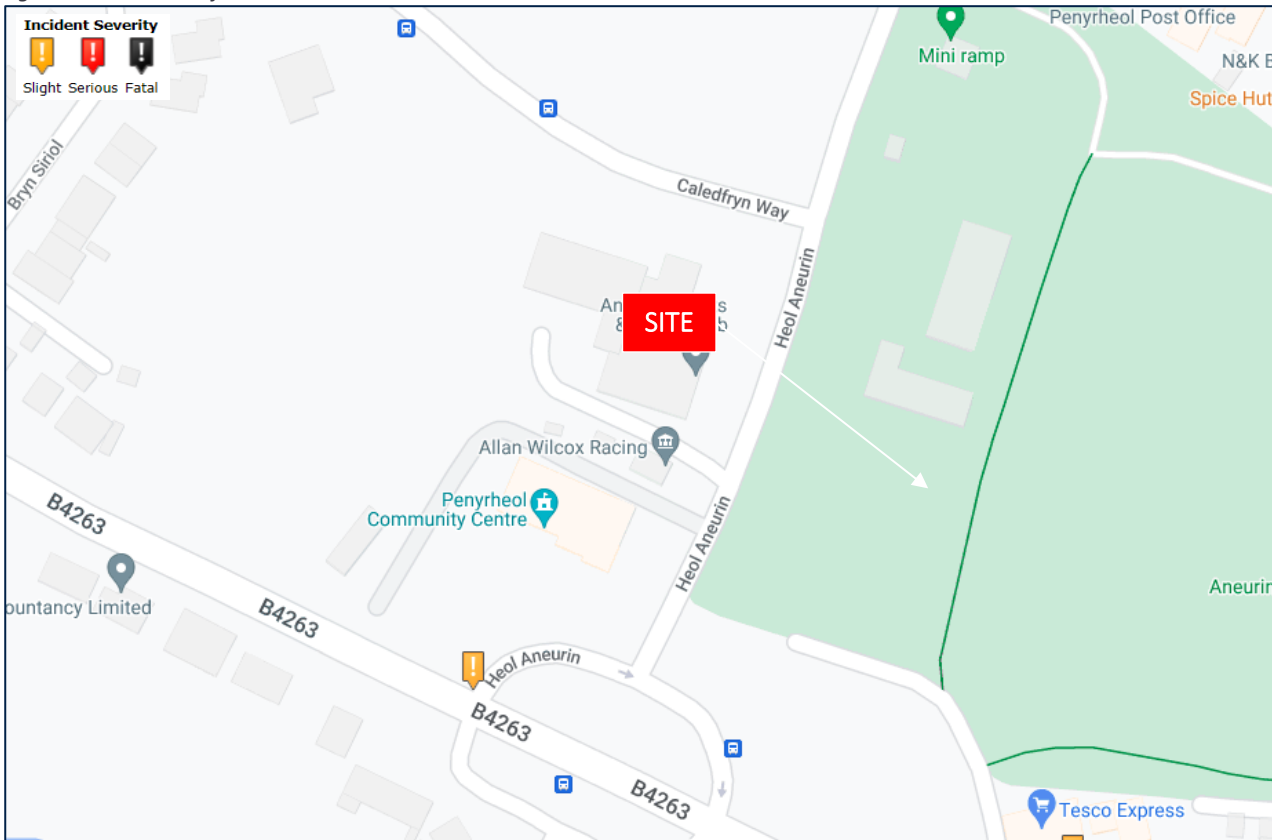 Incident Severity
Slight Serious Fatal
Penyrheol Post Office
Mini ramp
N&K
Spice Hut
Bryn Siriol
Caledfryn Way
Heol Aneurin
SITE
Allan Wilcox Racing
Penyrheol
Community Centre
Heol Aneurin
B4263
Aneurin
ountancy Limited
B4263
Heol Aneurin
B4263
B4263
Tesco Express